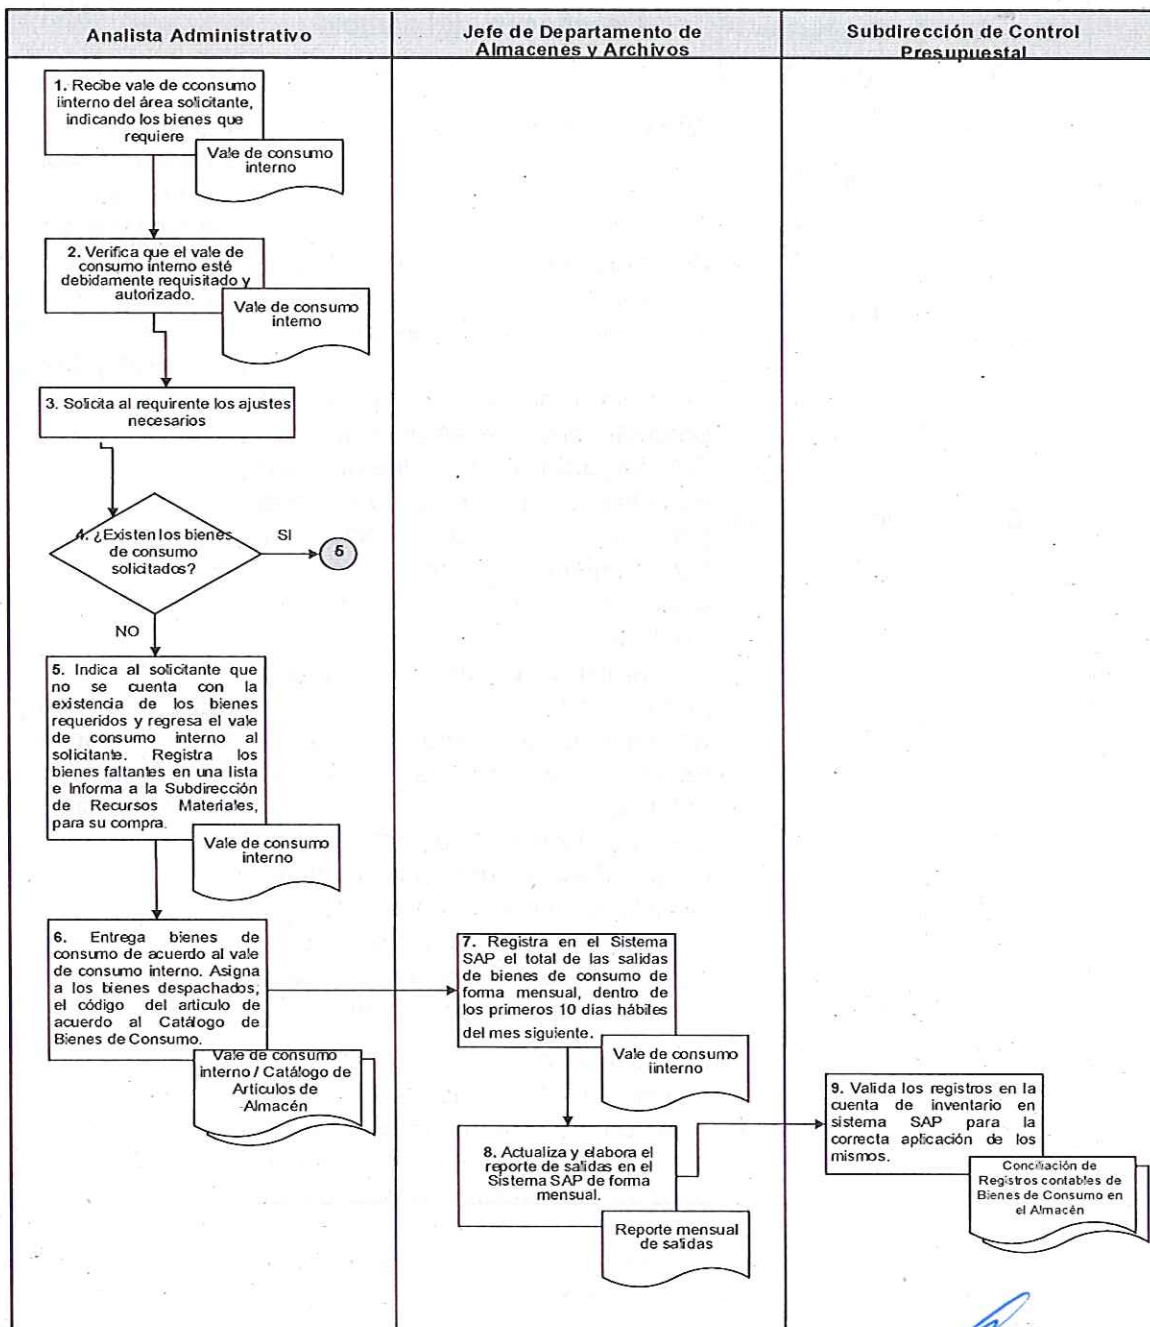 Analista Administrativo
Jefe de Departamento de
Almacenes y Archivos
Subdirección de Control
Presupuestal
1. Recibe vale de cconsumo
iinterno del área solicitante,
indicando los bienes que
requiere
Vale de consumo
interno
2. Verifica que el vale de
consumo interno esté
debidamente requisitado y
autorizado.
Vale de consumo
interno
3. Solicita al requirente los ajustes
necesarios
4. ¿Existen los bienes
de consumo
solicitados?
SI
5
NO
5. Indica al solicitante que
no se cuenta con la
existencia de los bienes
requeridos y regresa el vale
de consumo interno al
solicitante. Registra los
bienes faltantes en una lista
e Informa a la Subdirección
de Recursos Materiales,
para su compra.
Vale de consumo
interno
6. Entrega bienes de
consumo de acuerdo al vale
de consumo interno. Asigna
a los bienes despachados,
el código del artículo de
acuerdo al Catálogo de
Bienes de Consumo.
Vale de consumo
interno / Catálogo de
Artículos de
Almacén
7. Registra en el Sistema
SAP el total de las salidas
de bienes de consumo de
forma mensual, dentro de
los primeros 10 días hábiles
del mes siguiente.
Vale de consumo
iinterno
8. Actualiza y elabora el
reporte de salidas en el
Sistema SAP de forma
mensual.
Reporte mensual
de salidas
9. Valida los registros en la
cuenta de inventario en
sistema SAP para la
correcta aplicación de los
mismos.
Conciliación de
Registros contables de
Bienes de Consumo en
el Almacén